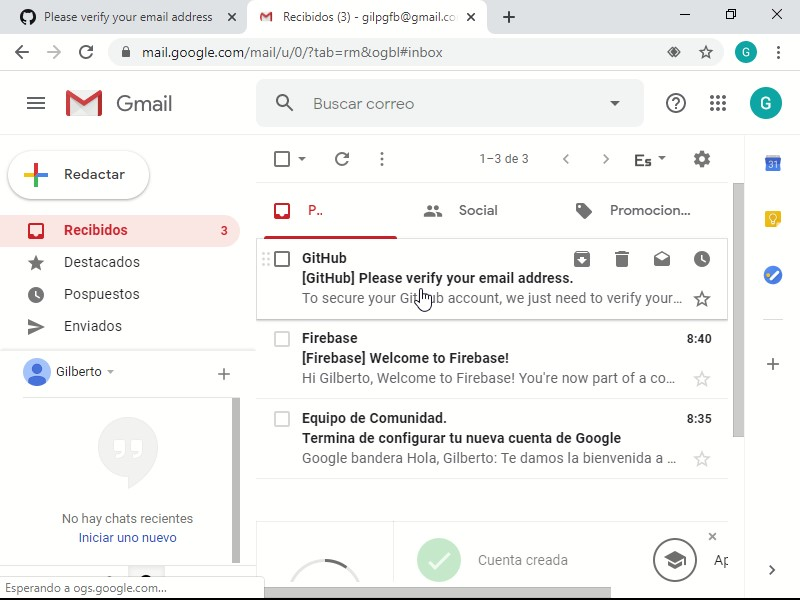 Please verify your email address
Recibidos (3) - gilpgfb@gmail.co
mail.google.com/mail/u/0/?tab=rm&ogbl#inbox
G
Gmail
Buscar correo
G
Redactar
1–3 de 3
Es
31
Recibidos 3
Destacados
Pospuestos
Enviados
P..
Social
Promocion...
GitHub
[GitHub] Please verify your email address.
To secure your GitHub account, we just need to verify your...
Firebase 8:40
[Firebase] Welcome to Firebase!
Hi Gilberto, Welcome to Firebase! You're now part of a co...
Equipo de Comunidad. 8:35
Termina de configurar tu nueva cuenta de Google
Google bandera Hola, Gilberto: Te damos la bienvenida a ...
Gilberto
No hay chats recientes
Iniciar uno nuevo
Cuenta creada
Ap
Esperando a ogs.google.com...